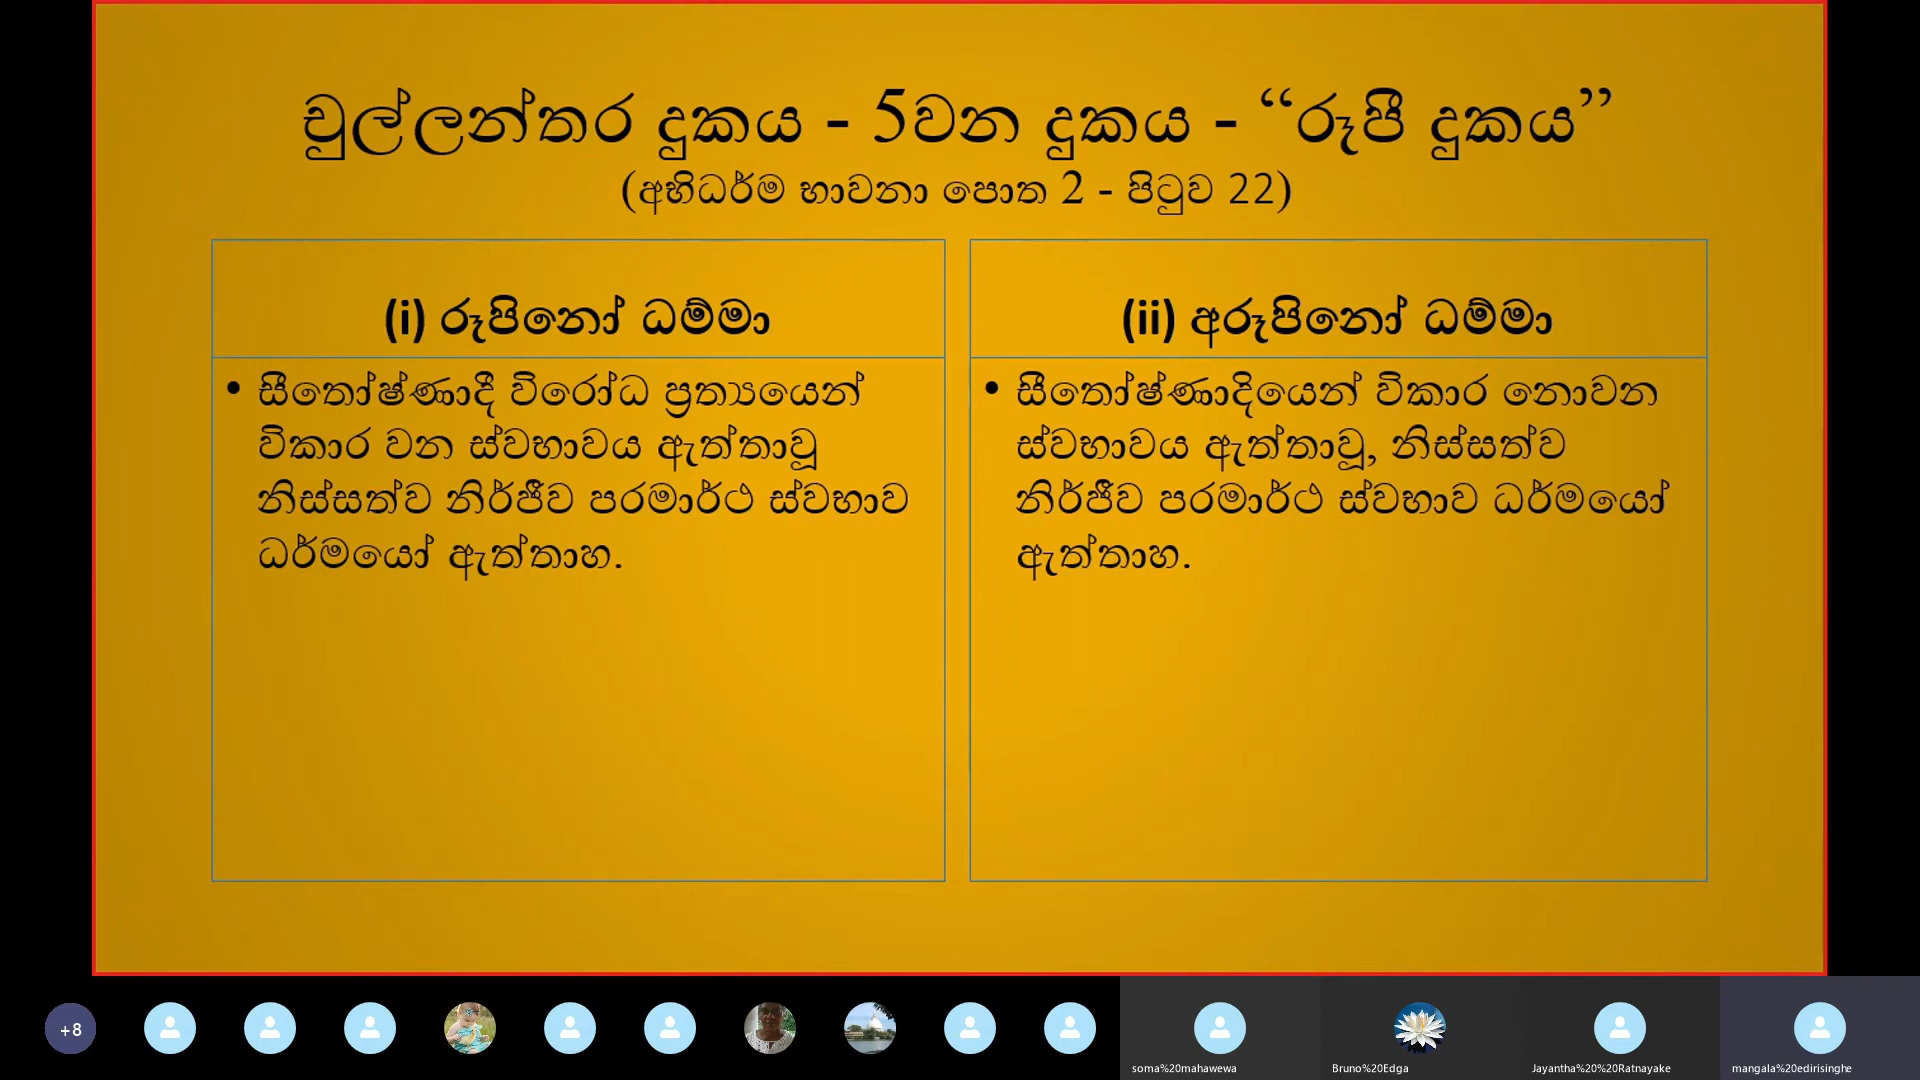 චුල්ලන්තර දුකය - 5වන දුකය - “රූපී දුකය”
(අභිධර්ම භාවනා පොත 2 - පිටුව 22)
(i) රූපිනෝ ධම්මා
• සීතෝෂ්ණාදී විරෝධ ප්‍රත්‍යයෙන්
විකාර වන ස්වභාවය ඇත්තාවූ
නිස්සත්ව නිර්ජීව පරමාර්ථ ස්වභාව
ධර්මයෝ ඇත්තාහ.
(ii) අරූපිනෝ ධම්මා
• සීතෝෂ්ණාදියෙන් විකාර නොවන
ස්වභාවය ඇත්තාවූ, නිස්සත්ව
නිර්ජීව පරමාර්ථ ස්වභාව ධර්මයෝ
ඇත්තාහ.
+8
soma%20mahawewa
Bruno%20Edga
Jayantha%20%20Ratnayake
mangala%20edirisinghe